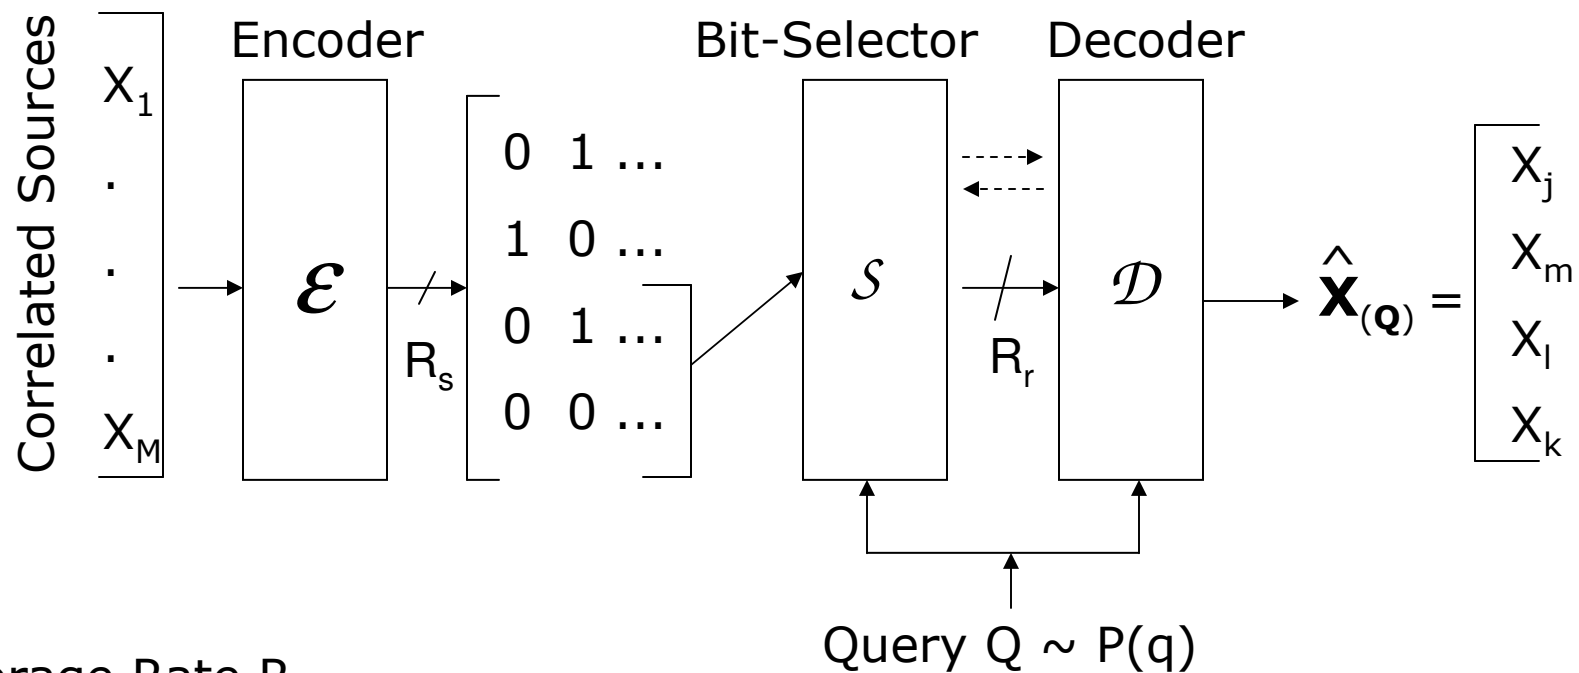 Correlated Sources
X1
.
.
.
XM
Encoder
ℰ
Rs
0 1 ...
1 0 ...
0 1 ...
0 0 ...
Bit-Selector
𝒮
Rr
Decoder
𝒟
X̂(Q) =
Xj
Xm
Xl
Xk
Query Q ~ P(q)